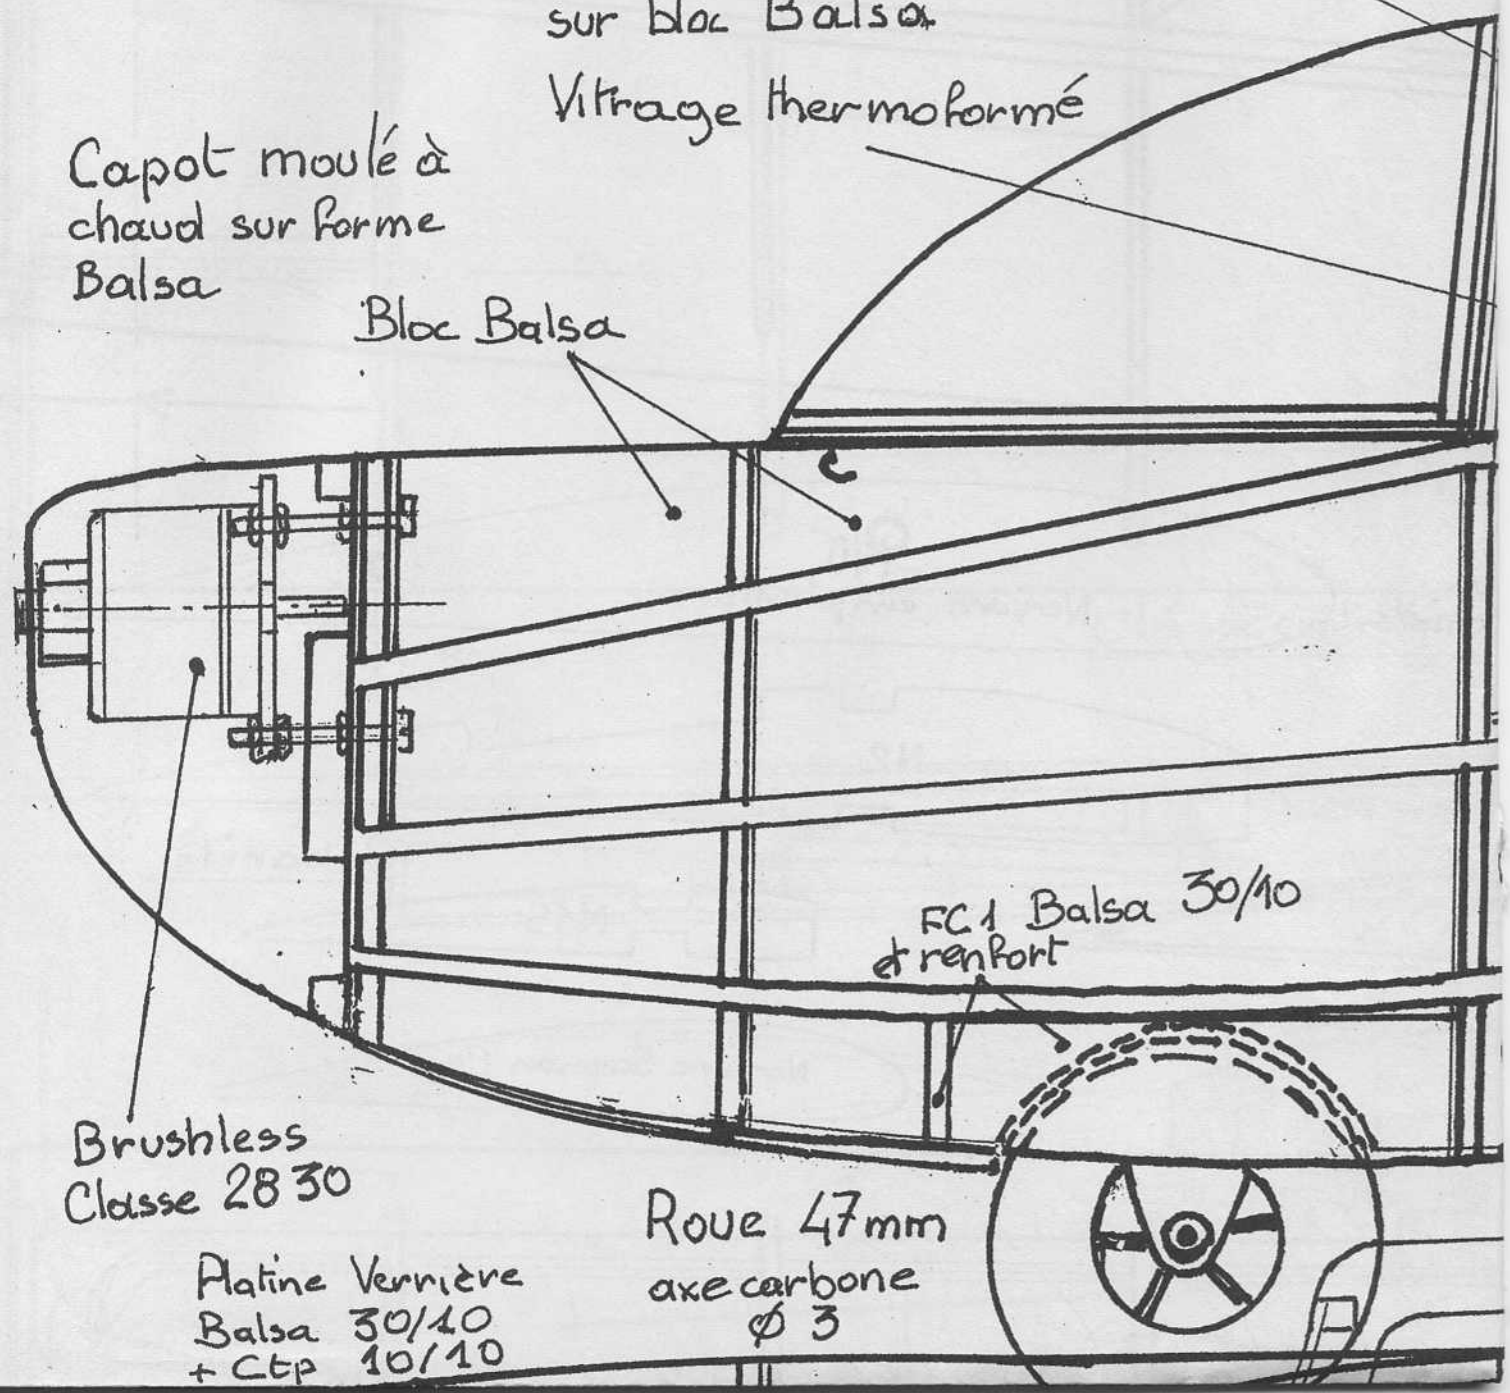 sur bloc Balsa
Vitrage thermoformé
Capot moulé à
chaud sur forme
Balsa
Bloc Balsa
FC1 Balsa 30/10
et renfort
Brushless
Classe 2830
Roue 47mm
axe carbone
Ø 3
Platine Verrière
Balsa 30/10
+ Ctp 10/10